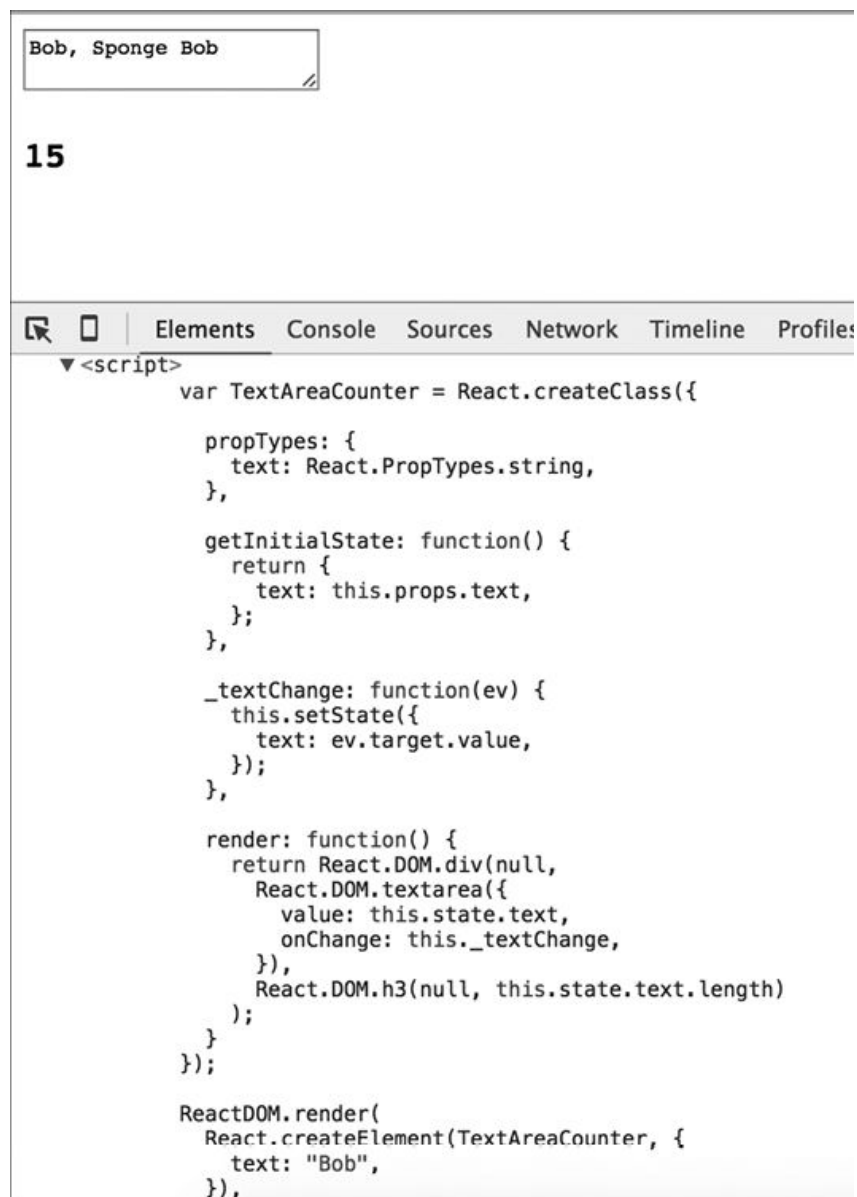 Bob, Sponge Bob
15
Elements Console Sources Network Timeline Profiles
▼<script>
var TextAreaCounter = React.createClass({
propTypes: {
text: React.PropTypes.string,
},
getInitialState: function() {
return {
text: this.props.text,
};
},
_textChange: function(ev) {
this.setState({
text: ev.target.value,
});
},
render: function() {
return React.DOM.div(null,
React.DOM.textarea({
value: this.state.text,
onChange: this._textChange,
}),
React.DOM.h3(null, this.state.text.length)
);
}
});
ReactDOM.render(
React.createElement(TextAreaCounter, {
text: "Bob",
}),